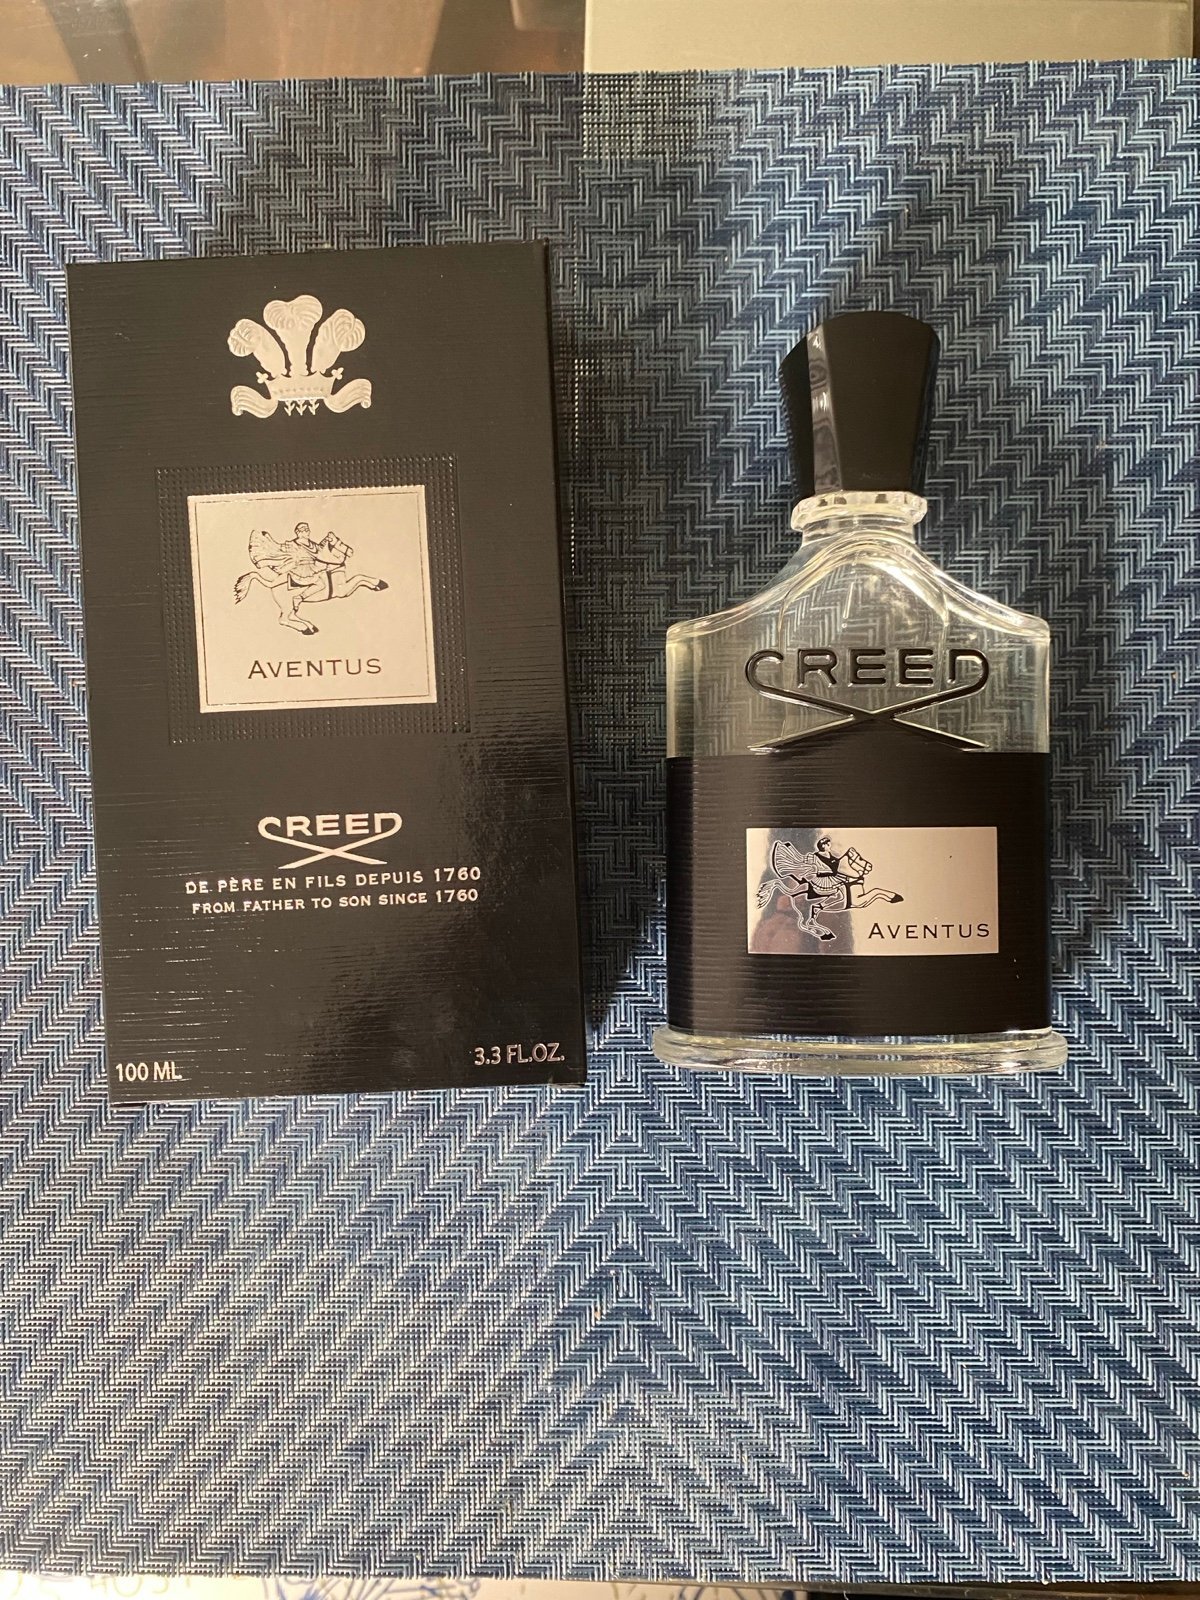 AVENTUS
CREED
DE PÈRE EN FILS DEPUIS 1760
FROM FATHER TO SON SINCE 1760
100 ML
3.3 FL.OZ.
CREED
AVENTUS